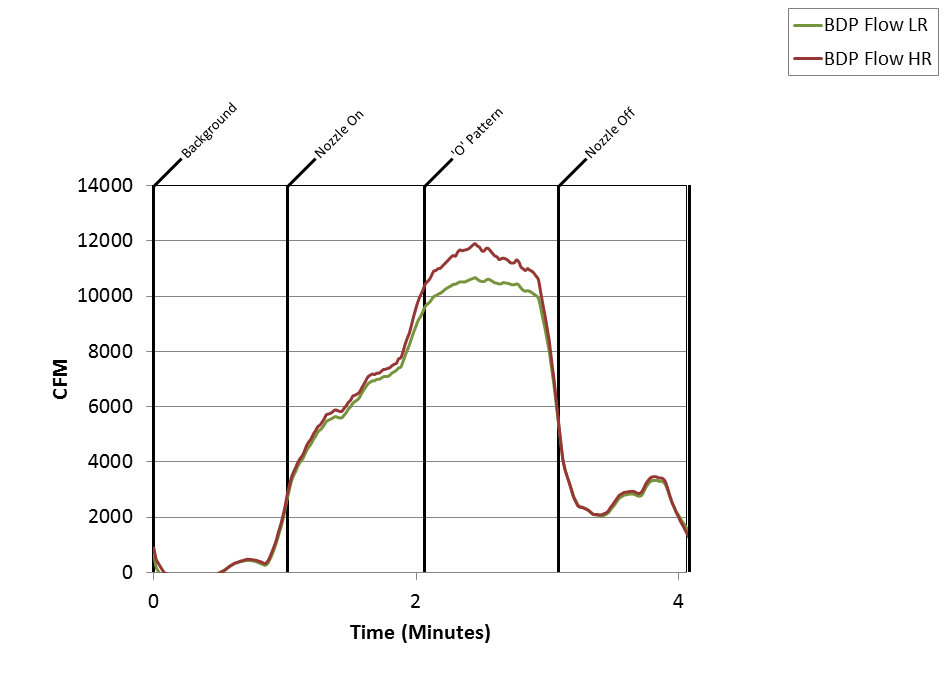 BDP Flow LR
BDP Flow HR
Background
Nozzle On
'O' Pattern
Nozzle Off
14000
12000
10000
8000
6000
4000
2000
0
CFM
0 2 4
Time (Minutes)